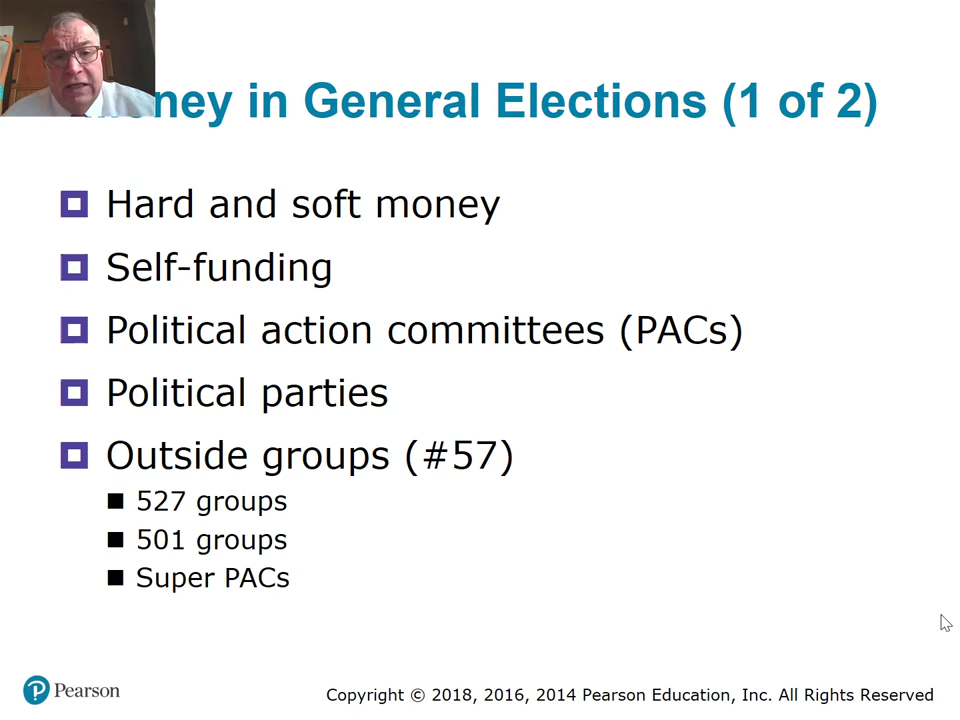 ney in General Elections (1 of 2)
Hard and soft money
Self-funding
Political action committees (PACs)
Political parties
Outside groups (#57)
527 groups
501 groups
Super PACs
Pearson
Copyright © 2018, 2016, 2014 Pearson Education, Inc. All Rights Reserved